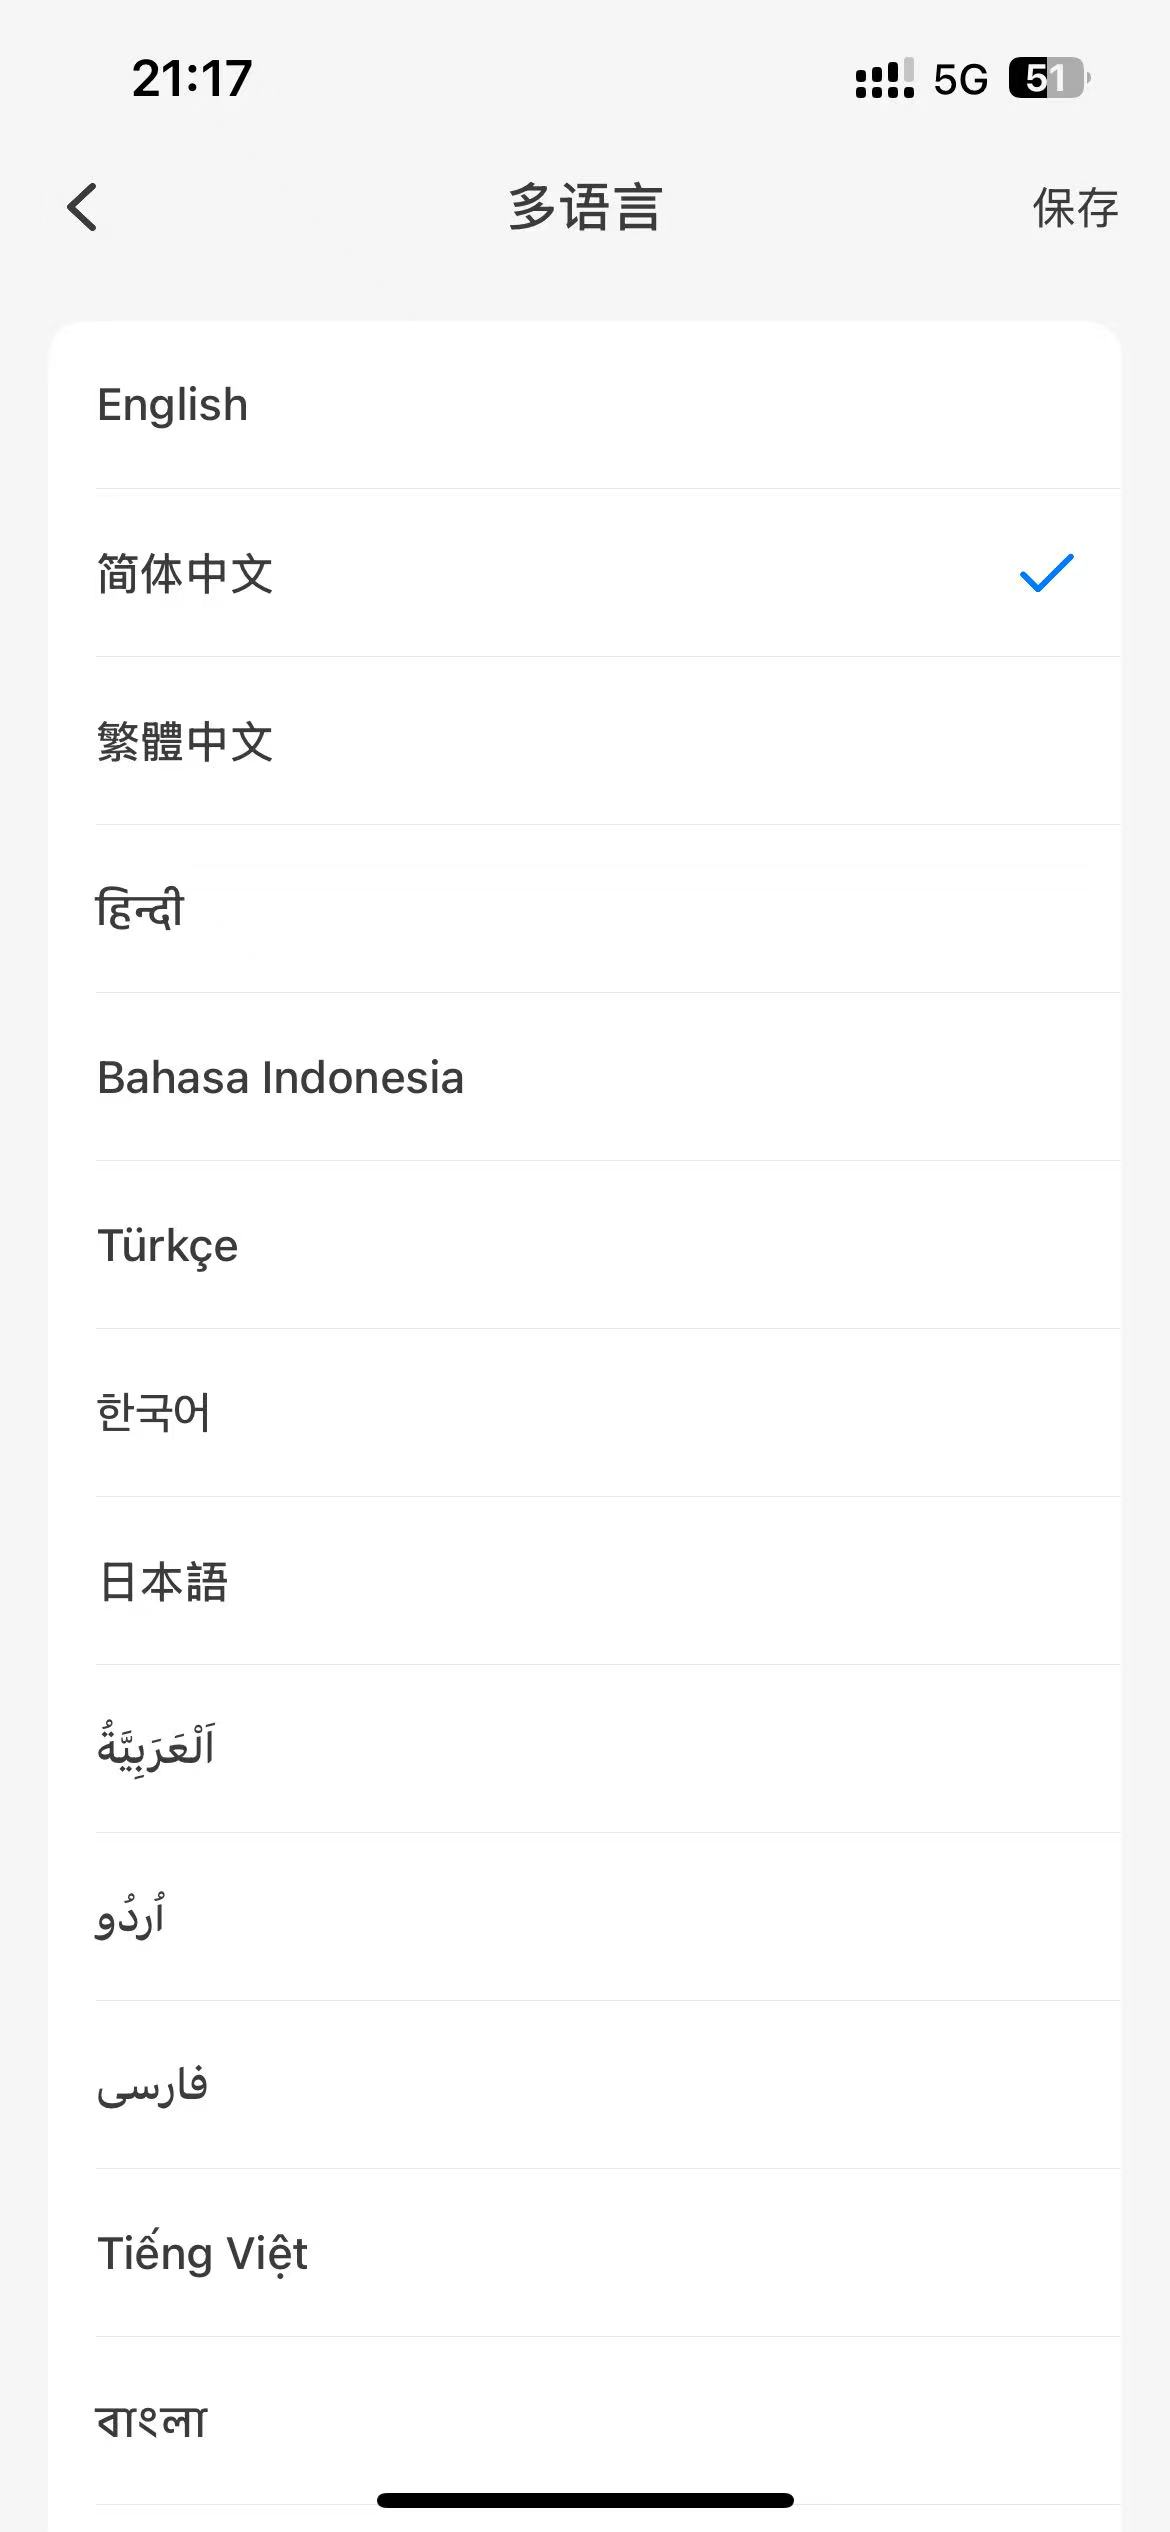 21:17 5G 51
多语言 保存
English
简体中文
繁體中文
हिन्दी
Bahasa Indonesia
Türkçe
한국어
日本語
اَلْعَرَبِيَّةُ
اُردُو
فارسی
Tiếng Việt
বাংলা